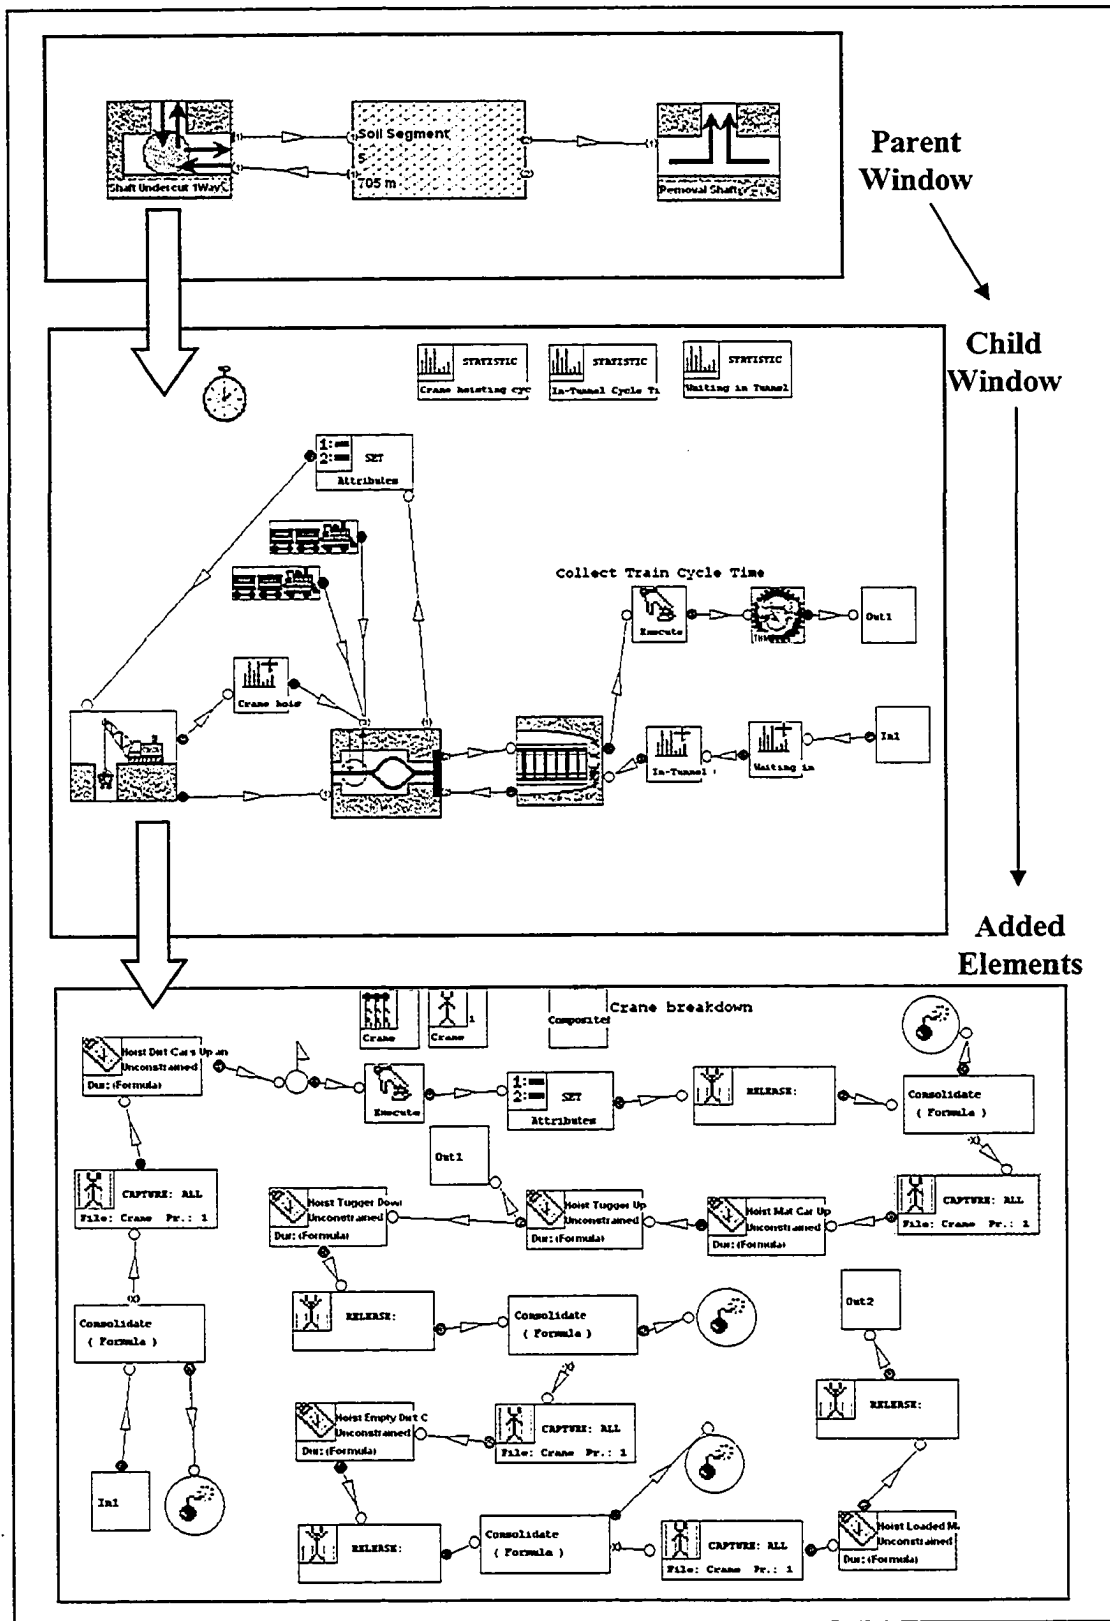 Parent
Window
Soil Segment
5
705 m
Shaft Undercut 1Way
Removal Shaft
Child
Window
STATISTIC
Crane hoisting cyc
STATISTIC
In-Tunnel Cycle Ti
STATISTIC
Waiting in Tunnel
1:
2:
SET
Attributes
Collect Train Cycle Time
Execute
Out1
Crane hois
In-Tunnel
Waiting in
In1
Added
Elements
Crane
1
Crane
Composite
Crane breakdown
Hoist Dirt Cars Up an
Unconstrained
Dur: (Formula)
Execute
1:
2:
SET
Attributes
RELEASE:
Consolidate
( Formula )
Out1
CAPTURE: ALL
File: Crane Pr.: 1
Hoist Tugger Down
Unconstrained
Dur: (Formula)
Hoist Tugger Up
Unconstrained
Dur: (Formula)
Hoist Mat Car Up
Unconstrained
Dur: (Formula)
CAPTURE: ALL
File: Crane Pr.: 1
Consolidate
( Formula )
RELEASE:
Consolidate
( Formula )
Out2
Hoist Empty Dirt C
Unconstrained
Dur: (Formula)
CAPTURE: ALL
File: Crane Pr.: 1
RELEASE:
In1
RELEASE:
Consolidate
( Formula )
CAPTURE: ALL
File: Crane Pr.: 1
Hoist Loaded M.
Unconstrained
Dur: (Formula)